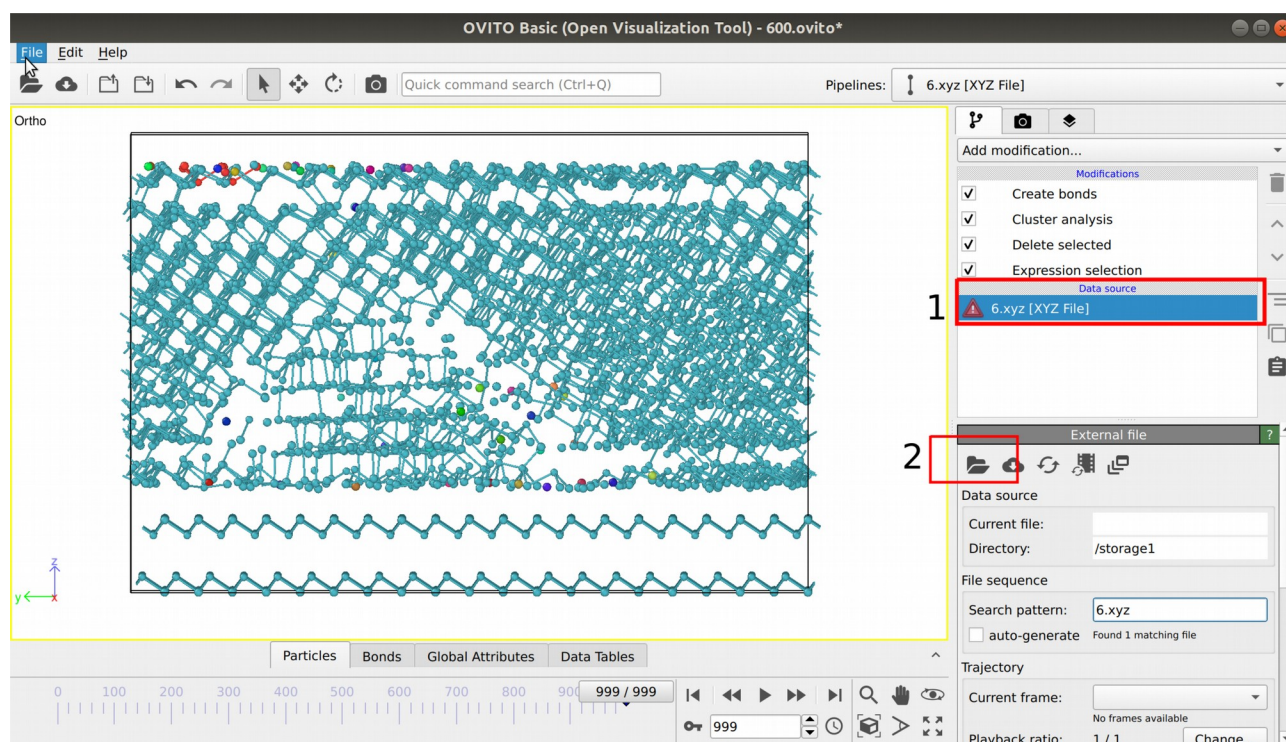 OVITO Basic (Open Visualization Tool) - 600.ovito*
File Edit Help
Quick command search (Ctrl+Q)
Pipelines: 6.xyz [XYZ File]
Ortho
z
y
x
Add modification...
Modifications
Create bonds
Cluster analysis
Delete selected
Expression selection
Data source
1
6.xyz [XYZ File]
External file ?
2
Data source
Current file:
Directory: /storage1
File sequence
Search pattern: 6.xyz
auto-generate Found 1 matching file
Trajectory
Current frame:
No frames available
Playback ratio: 1 / 1 Change...
Particles Bonds Global Attributes Data Tables
0 100 200 300 400 500 600 700 800 900 999 / 999
999